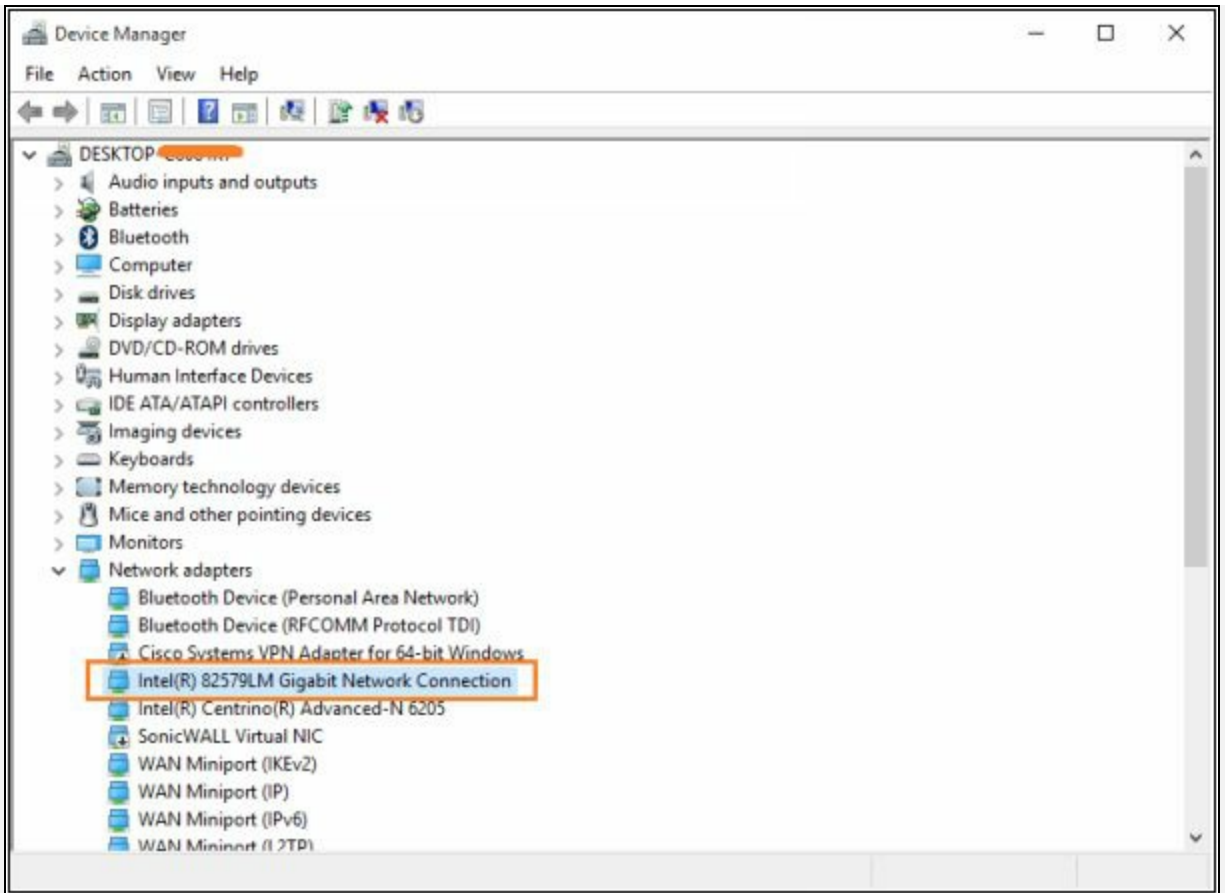 Device Manager
File Action View Help
DESKTOP-
Audio inputs and outputs
Batteries
Bluetooth
Computer
Disk drives
Display adapters
DVD/CD-ROM drives
Human Interface Devices
IDE ATA/ATAPI controllers
Imaging devices
Keyboards
Memory technology devices
Mice and other pointing devices
Monitors
Network adapters
Bluetooth Device (Personal Area Network)
Bluetooth Device (RFCOMM Protocol TDI)
Cisco Systems VPN Adapter for 64-bit Windows
Intel(R) 82579LM Gigabit Network Connection
Intel(R) Centrino(R) Advanced-N 6205
SonicWALL Virtual NIC
WAN Miniport (IKEv2)
WAN Miniport (IP)
WAN Miniport (IPv6)
WAN Miniport (L2TP)